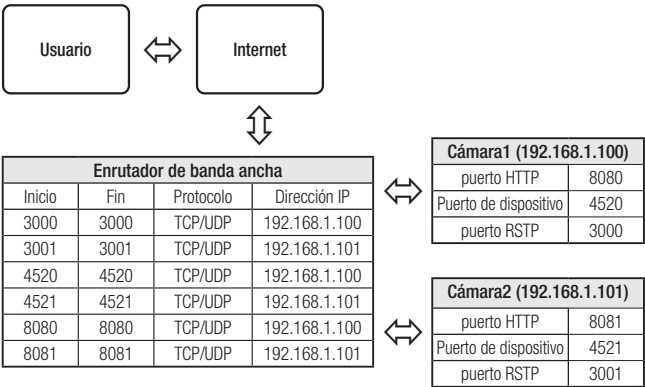 Usuario
Internet
Enrutador de banda ancha
Inicio Fin Protocolo Dirección IP
3000 3000 TCP/UDP 192.168.1.100
3001 3001 TCP/UDP 192.168.1.101
4520 4520 TCP/UDP 192.168.1.100
4521 4521 TCP/UDP 192.168.1.101
8080 8080 TCP/UDP 192.168.1.100
8081 8081 TCP/UDP 192.168.1.101
Cámara1 (192.168.1.100)
puerto HTTP 8080
Puerto de dispositivo 4520
puerto RSTP 3000
Cámara2 (192.168.1.101)
puerto HTTP 8081
Puerto de dispositivo 4521
puerto RSTP 3001